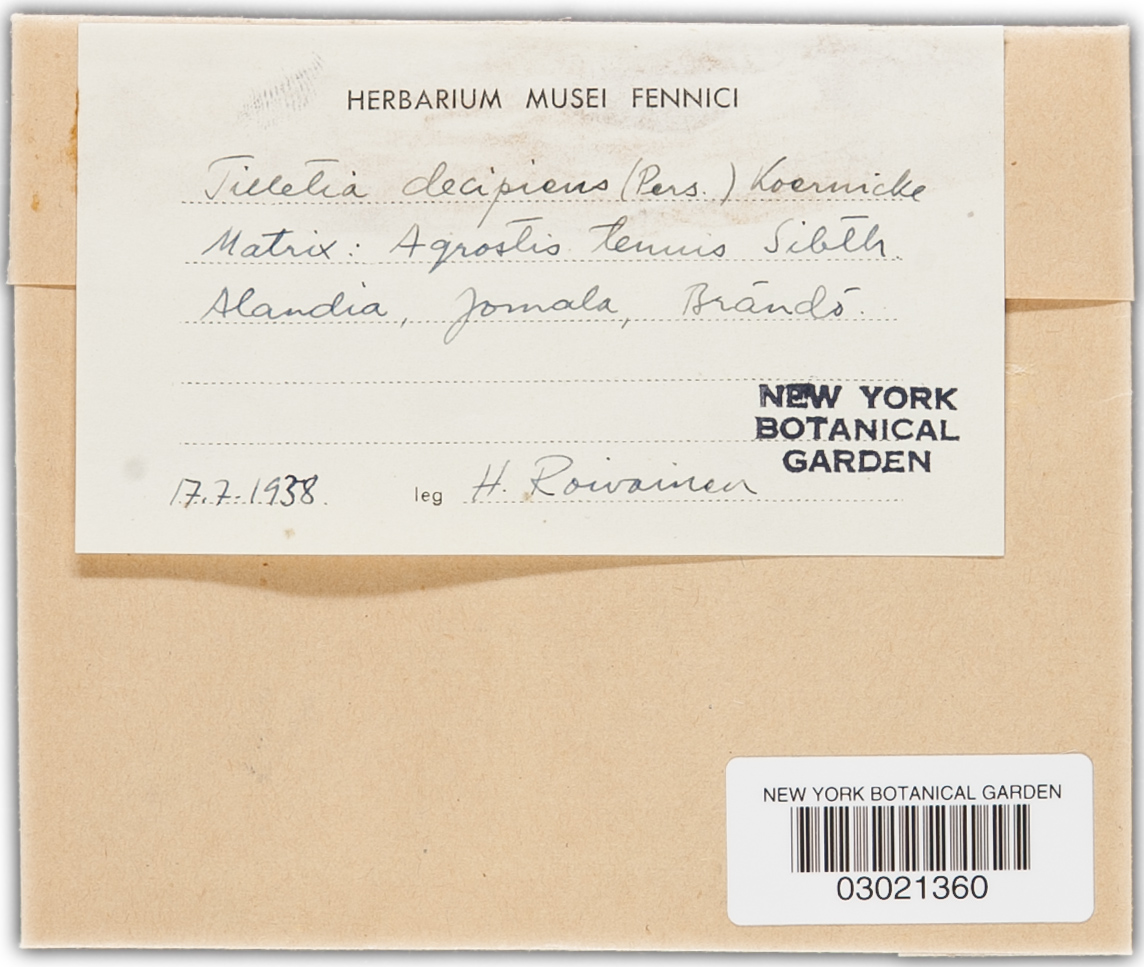 HERBARIUM MUSEI FENNICI
Tilletia decipiens (Pers.) Koernicke
Matrix: Agrostis tenuis Sibth.
Alandia, Jomala, Brändö.
NEW YORK
BOTANICAL
GARDEN
17.7.1938. leg H. Roivainen
NEW YORK BOTANICAL GARDEN
03021360